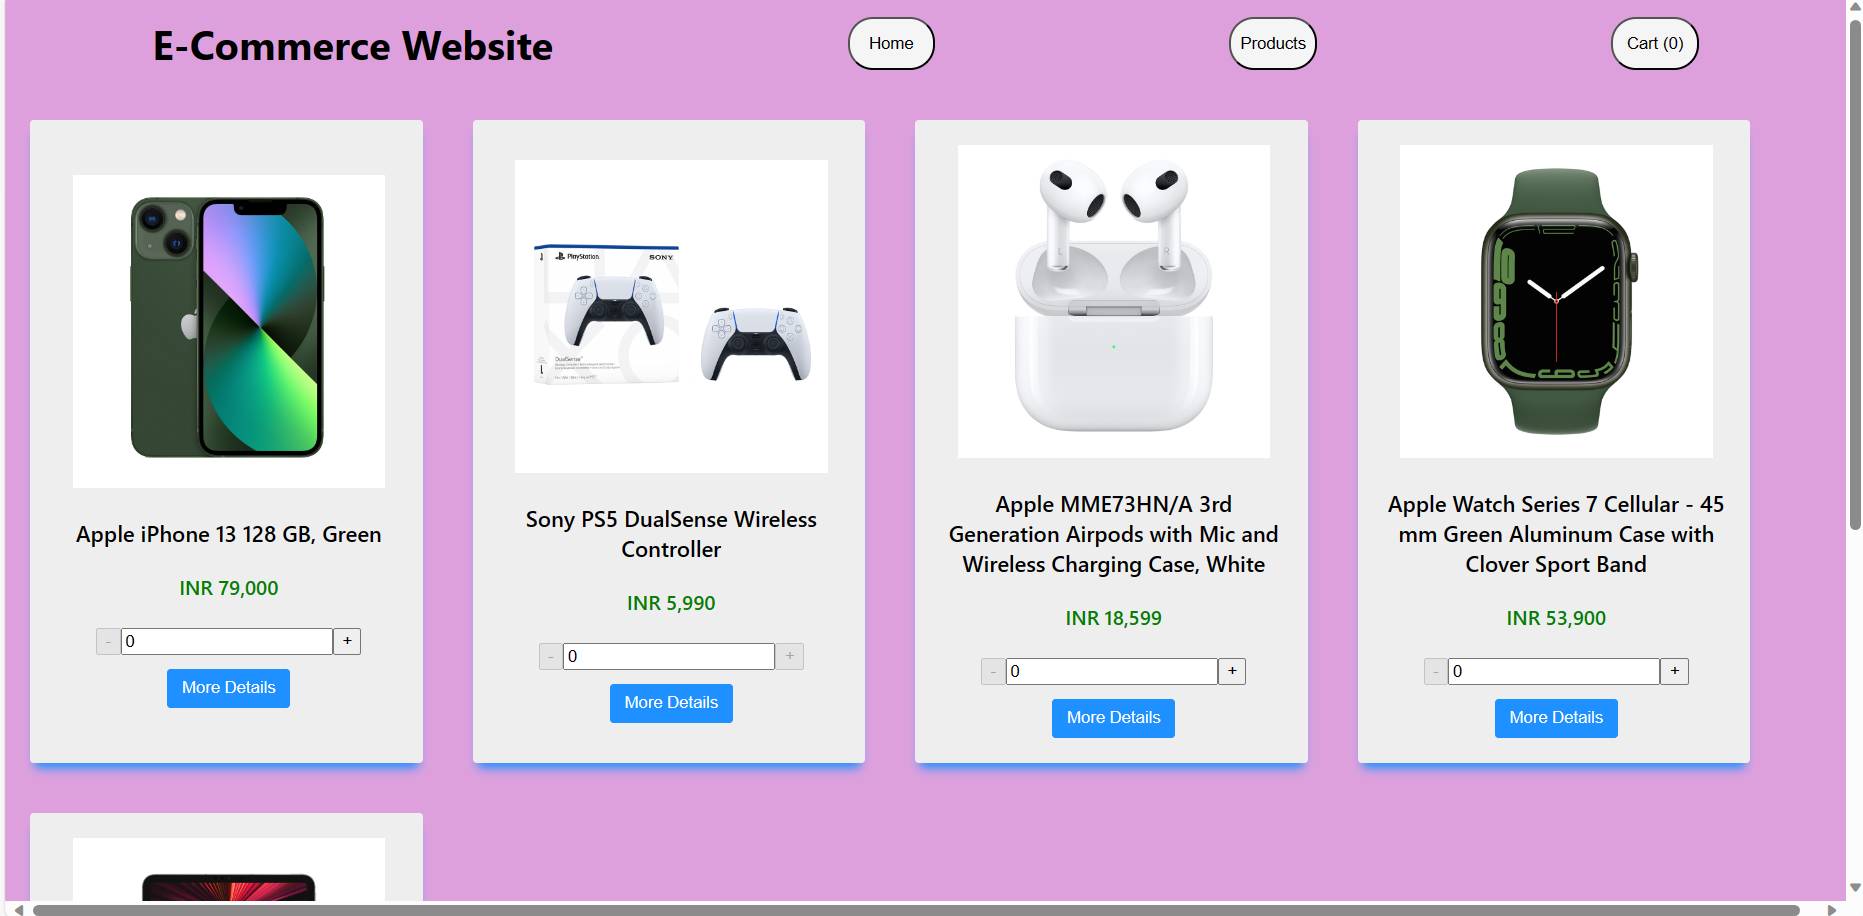 E-Commerce Website
Home
Products
Cart (0)
PlayStation
SONY
DualSense
L
R
Apple iPhone 13 128 GB, Green
INR 79,000
-
0
+
More Details
Sony PS5 DualSense Wireless
Controller
INR 5,990
-
0
+
More Details
Apple MME73HN/A 3rd
Generation Airpods with Mic and
Wireless Charging Case, White
INR 18,599
-
0
+
More Details
Apple Watch Series 7 Cellular - 45
mm Green Aluminum Case with
Clover Sport Band
INR 53,900
-
0
+
More Details